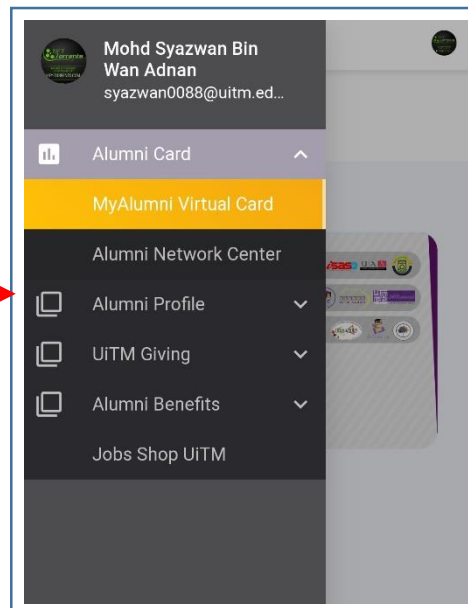 Mohd Syazwan Bin
Wan Adnan
syazwan0088@uitm.ed...
Alumni Card
MyAlumni Virtual Card
Alumni Network Center
Alumni Profile
UiTM Giving
Alumni Benefits
Jobs Shop UiTM